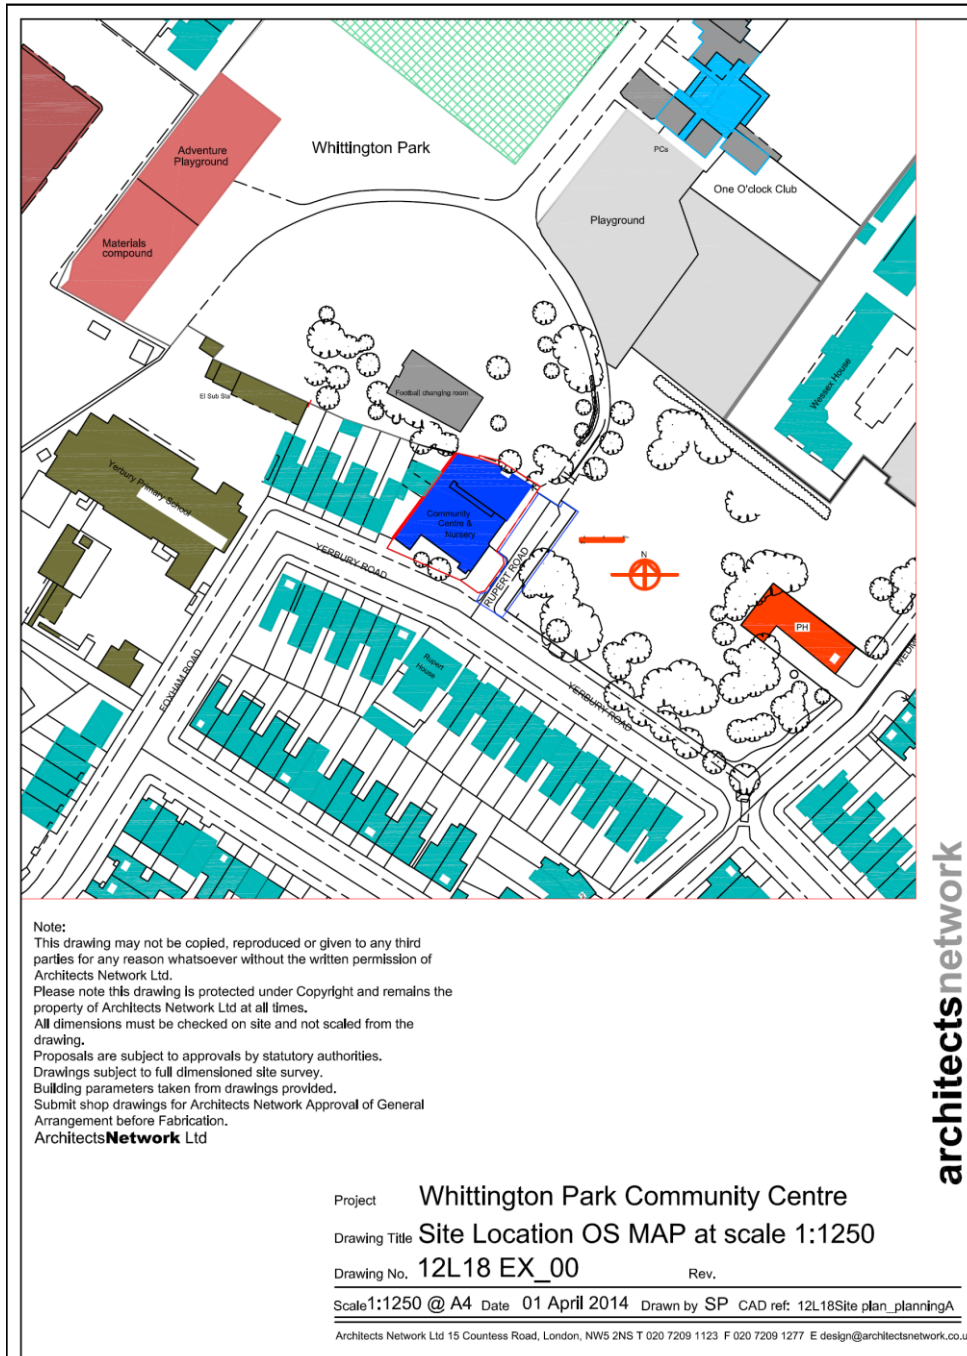 Adventure
Playground
Whittington Park
PCs
One O'clock Club
Playground
Materials
compound
Wessex House
Football changing room
El Sub Sta
Yerbury Primary School
Community
Centre &
Nursery
YERBURY ROAD
RUPERT ROAD
N
PH
FOXHAM ROAD
Rupert
House
YERBURY ROAD
Note:
This drawing may not be copied, reproduced or given to any third
parties for any reason whatsoever without the written permission of
Architects Network Ltd.
Please note this drawing is protected under Copyright and remains the
property of Architects Network Ltd at all times.
All dimensions must be checked on site and not scaled from the
drawing.
Proposals are subject to approvals by statutory authorities.
Drawings subject to full dimensioned site survey.
Building parameters taken from drawings provided.
Submit shop drawings for Architects Network Approval of General
Arrangement before Fabrication.
ArchitectsNetwork Ltd
architectsnetwork
Project Whittington Park Community Centre
Drawing Title Site Location OS MAP at scale 1:1250
Drawing No. 12L18 EX_00 Rev.
Scale1:1250 @ A4 Date 01 April 2014 Drawn by SP CAD ref: 12L18Site plan_planningA
Architects Network Ltd 15 Countess Road, London, NW5 2NS T 020 7209 1123 F 020 7209 1277 E design@architectsnetwork.co.u